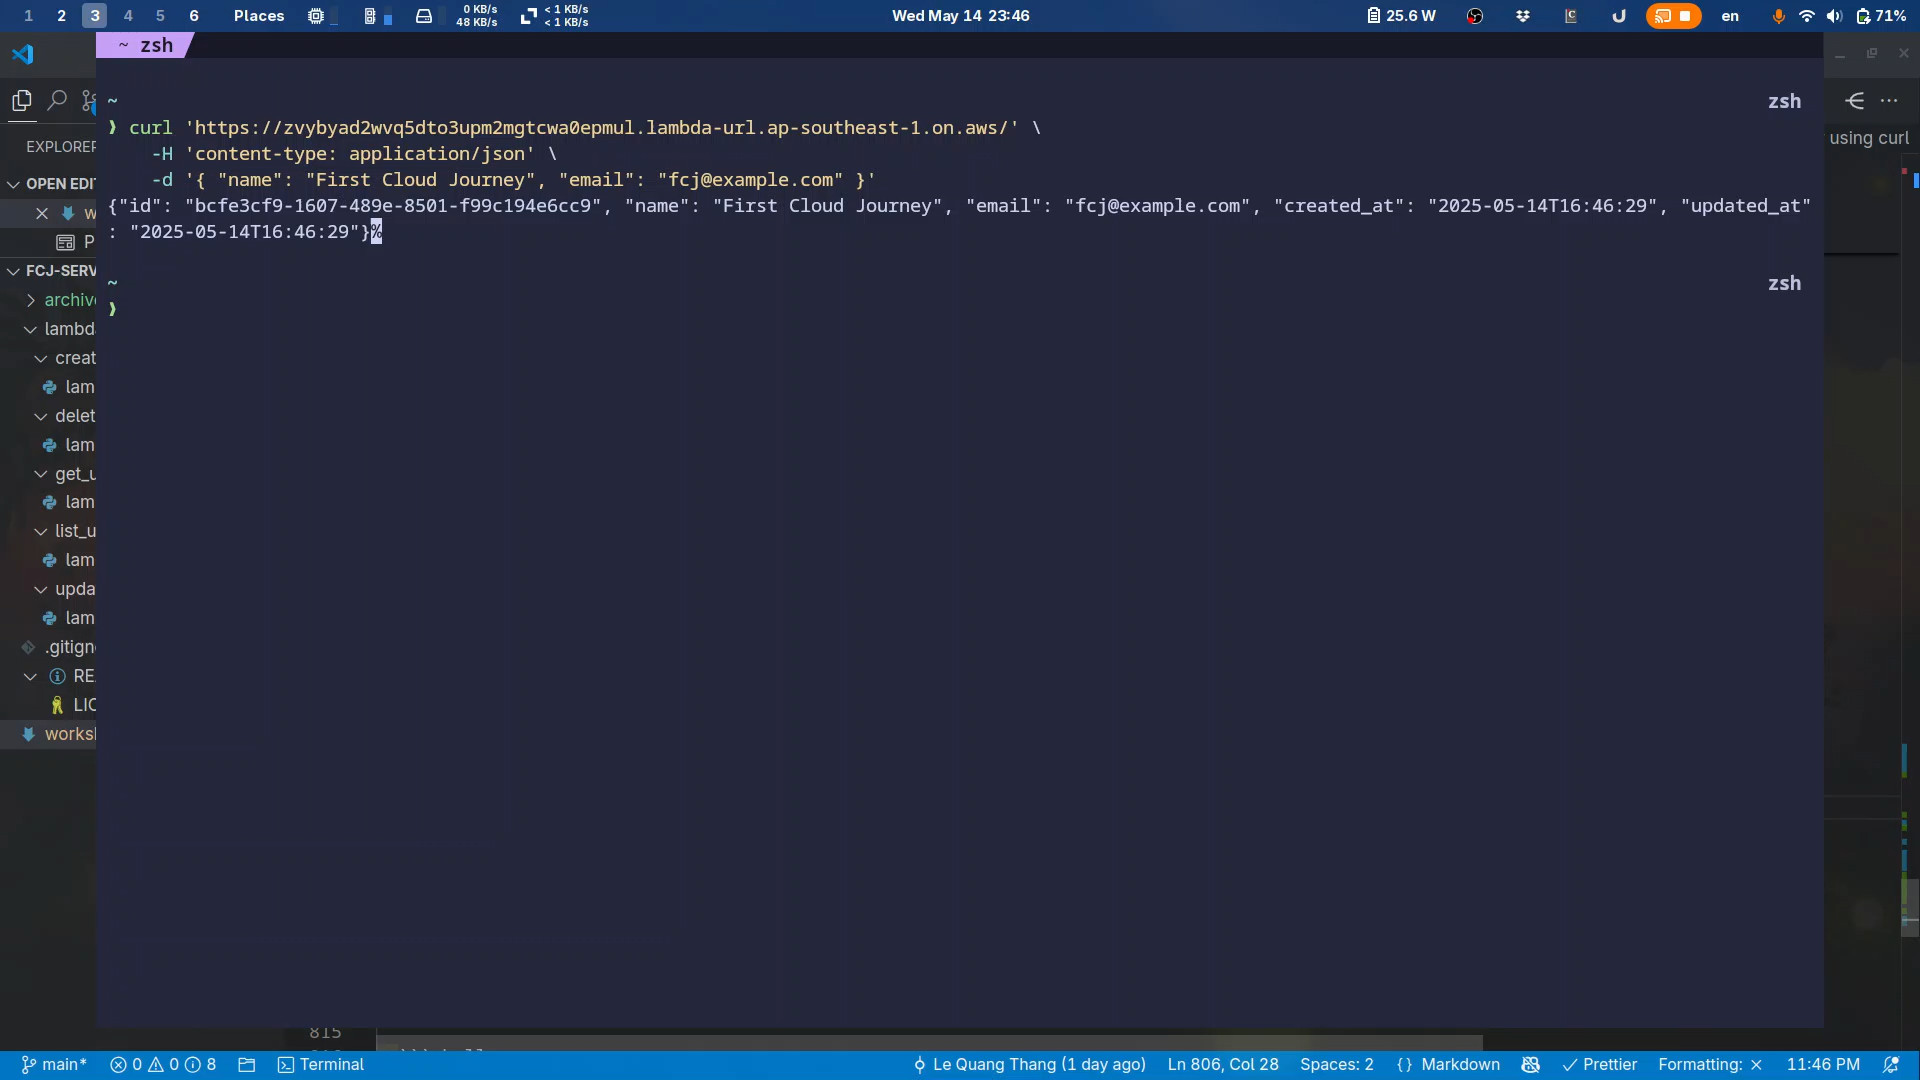 1 2 3 4 5 6 Places 0 KB/s 48 KB/s < 1 KB/s < 1 KB/s Wed May 14 23:46 25.6 W en 71%
~ zsh
~ zsh
❱ curl 'https://zvybyad2wvq5dto3upm2mgtcwa0epmul.lambda-url.ap-southeast-1.on.aws/' \
-H 'content-type: application/json' \
-d '{ "name": "First Cloud Journey", "email": "fcj@example.com" }'
{"id": "bcfe3cf9-1607-489e-8501-f99c194e6cc9", "name": "First Cloud Journey", "email": "fcj@example.com", "created_at": "2025-05-14T16:46:29", "updated_at"
: "2025-05-14T16:46:29"}%
~ zsh
❱
using curl
EXPLORER
OPEN EDI
w
P
FCJ-SERV
archiv
lambd
creat
lam
delet
lam
get_u
lam
list_u
lam
upda
lam
.gitign
RE
LIC
works
815
main* 0 0 8 Terminal Le Quang Thang (1 day ago) Ln 806, Col 28 Spaces: 2 {} Markdown Prettier Formatting: × 11:46 PM